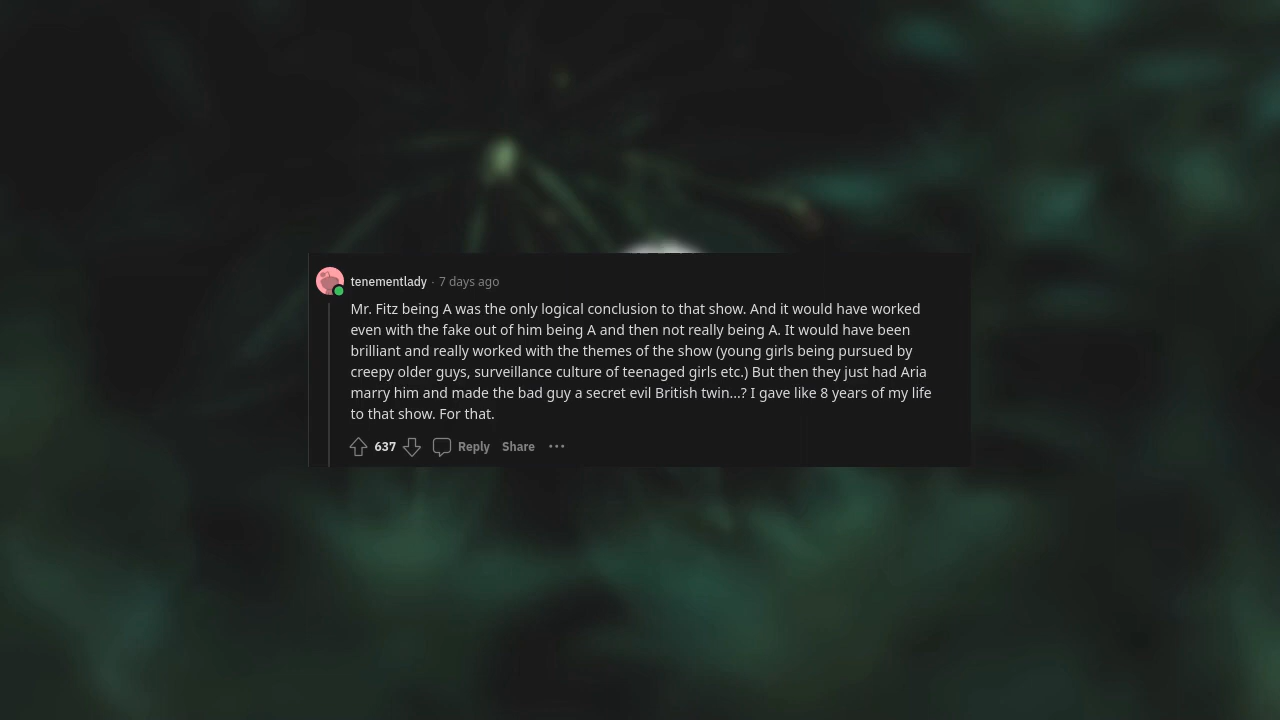 tenementlady · 7 days ago
Mr. Fitz being A was the only logical conclusion to that show. And it would have worked
even with the fake out of him being A and then not really being A. It would have been
brilliant and really worked with the themes of the show (young girls being pursued by
creepy older guys, surveillance culture of teenaged girls etc.) But then they just had Aria
marry him and made the bad guy a secret evil British twin...? I gave like 8 years of my life
to that show. For that.
637 Reply Share ···